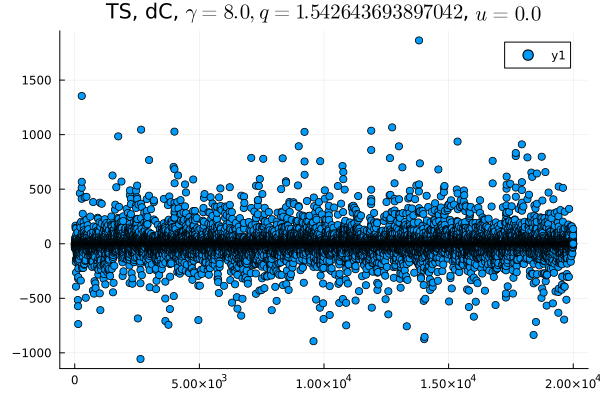 TS, dC, γ = 8.0, q = 1.542643693897042, u = 0.0
y1
1500
1000
500
0
−500
−1000
0 5.00×10³ 1.00×10⁴ 1.50×10⁴ 2.00×10⁴